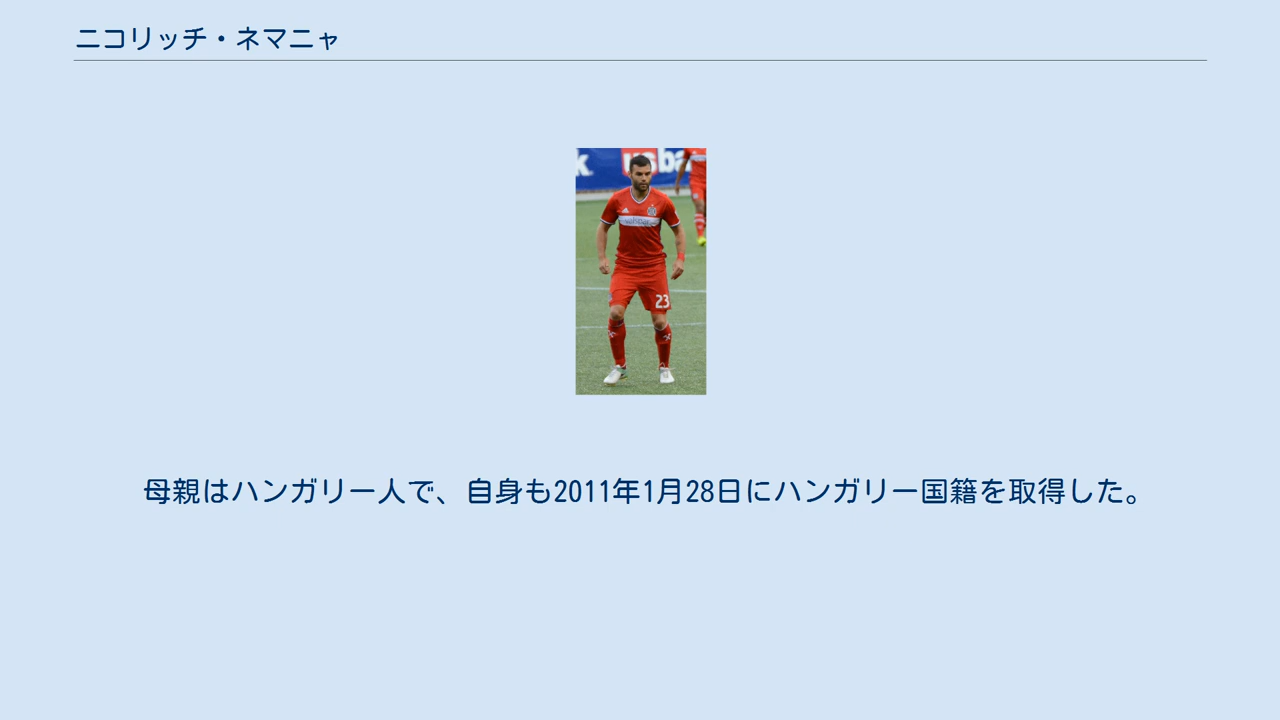 ニコリッチ・ネマニャ
k.
usba
23
母親はハンガリー人で、自身も2011年1月28日にハンガリー国籍を取得した。